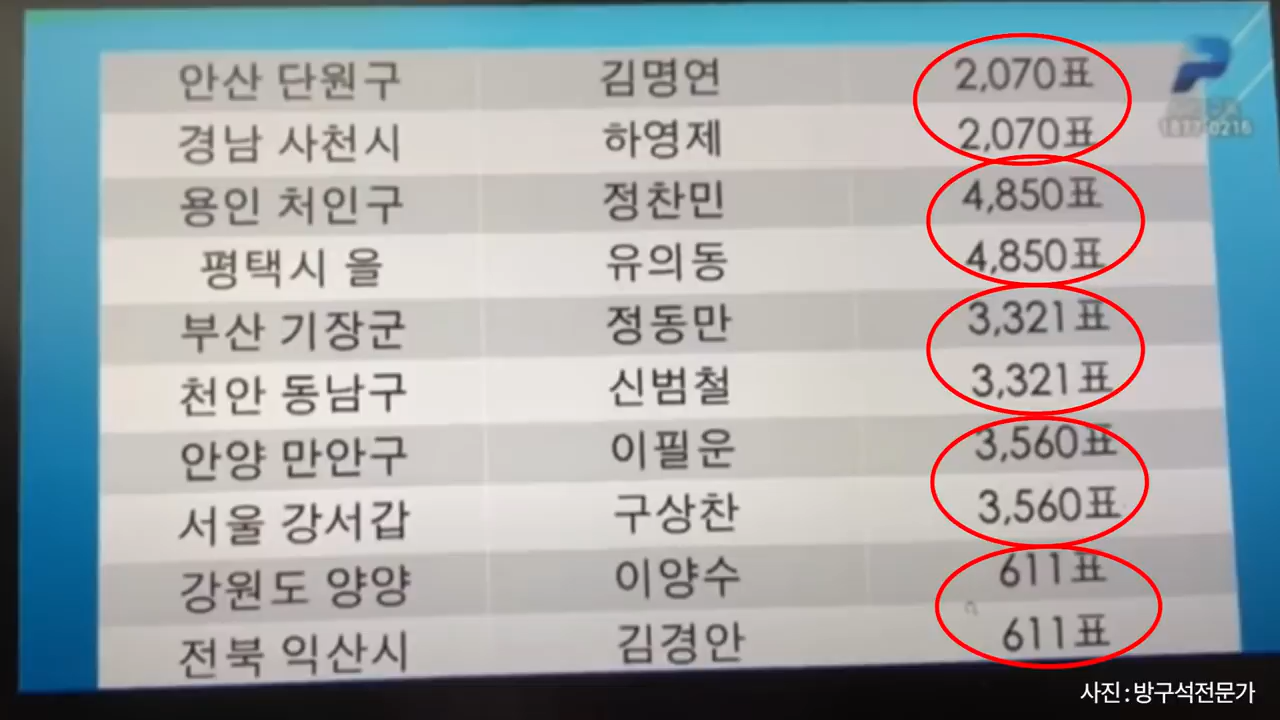 안산 단원구 김명연 2,070표
경남 사천시 하영제 2,070표
용인 처인구 정찬민 4,850표
평택시 을 유의동 4,850표
부산 기장군 정동만 3,321표
천안 동남구 신범철 3,321표
안양 만안구 이필운 3,560표
서울 강서갑 구상찬 3,560표
강원도 양양 이양수 611표
전북 익산시 김경안 611표
1877-0216
사진 : 방구석전문가